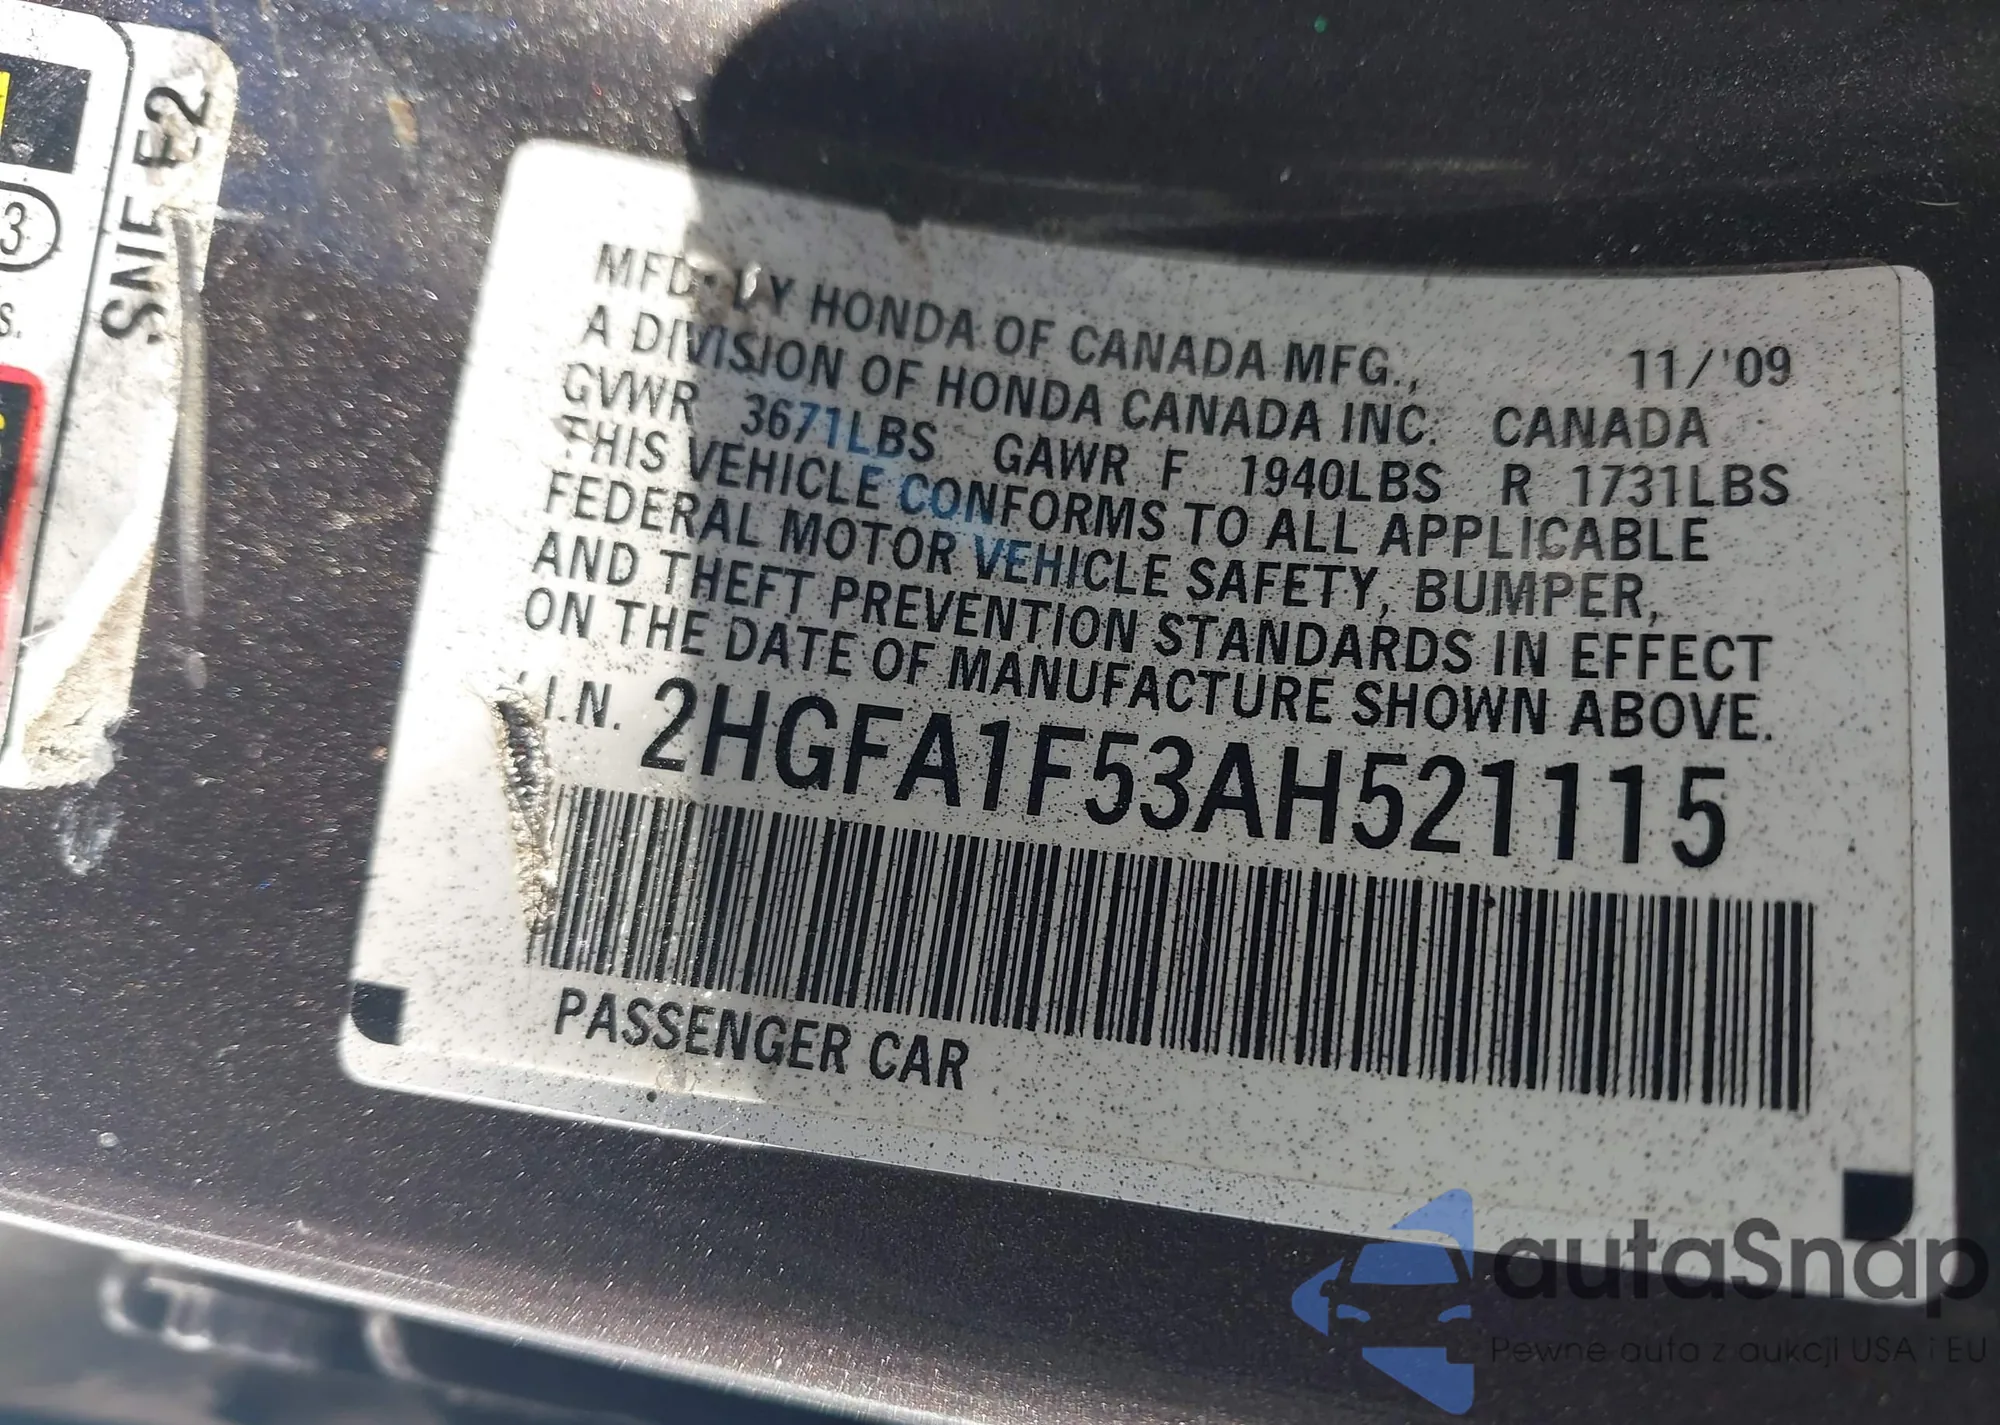 3
S.
MFD. BY HONDA OF CANADA MFG.,
A DIVISION OF HONDA CANADA INC. CANADA 11/'09
GVWR 3671LBS GAWR F 1940LBS R 1731LBS
THIS VEHICLE CONFORMS TO ALL APPLICABLE
FEDERAL MOTOR VEHICLE SAFETY, BUMPER,
AND THEFT PREVENTION STANDARDS IN EFFECT
ON THE DATE OF MANUFACTURE SHOWN ABOVE.
V.I.N. 2HGFA1F53AH521115
PASSENGER CAR
autaSnap
Pewne auta z aukcji USA i EU